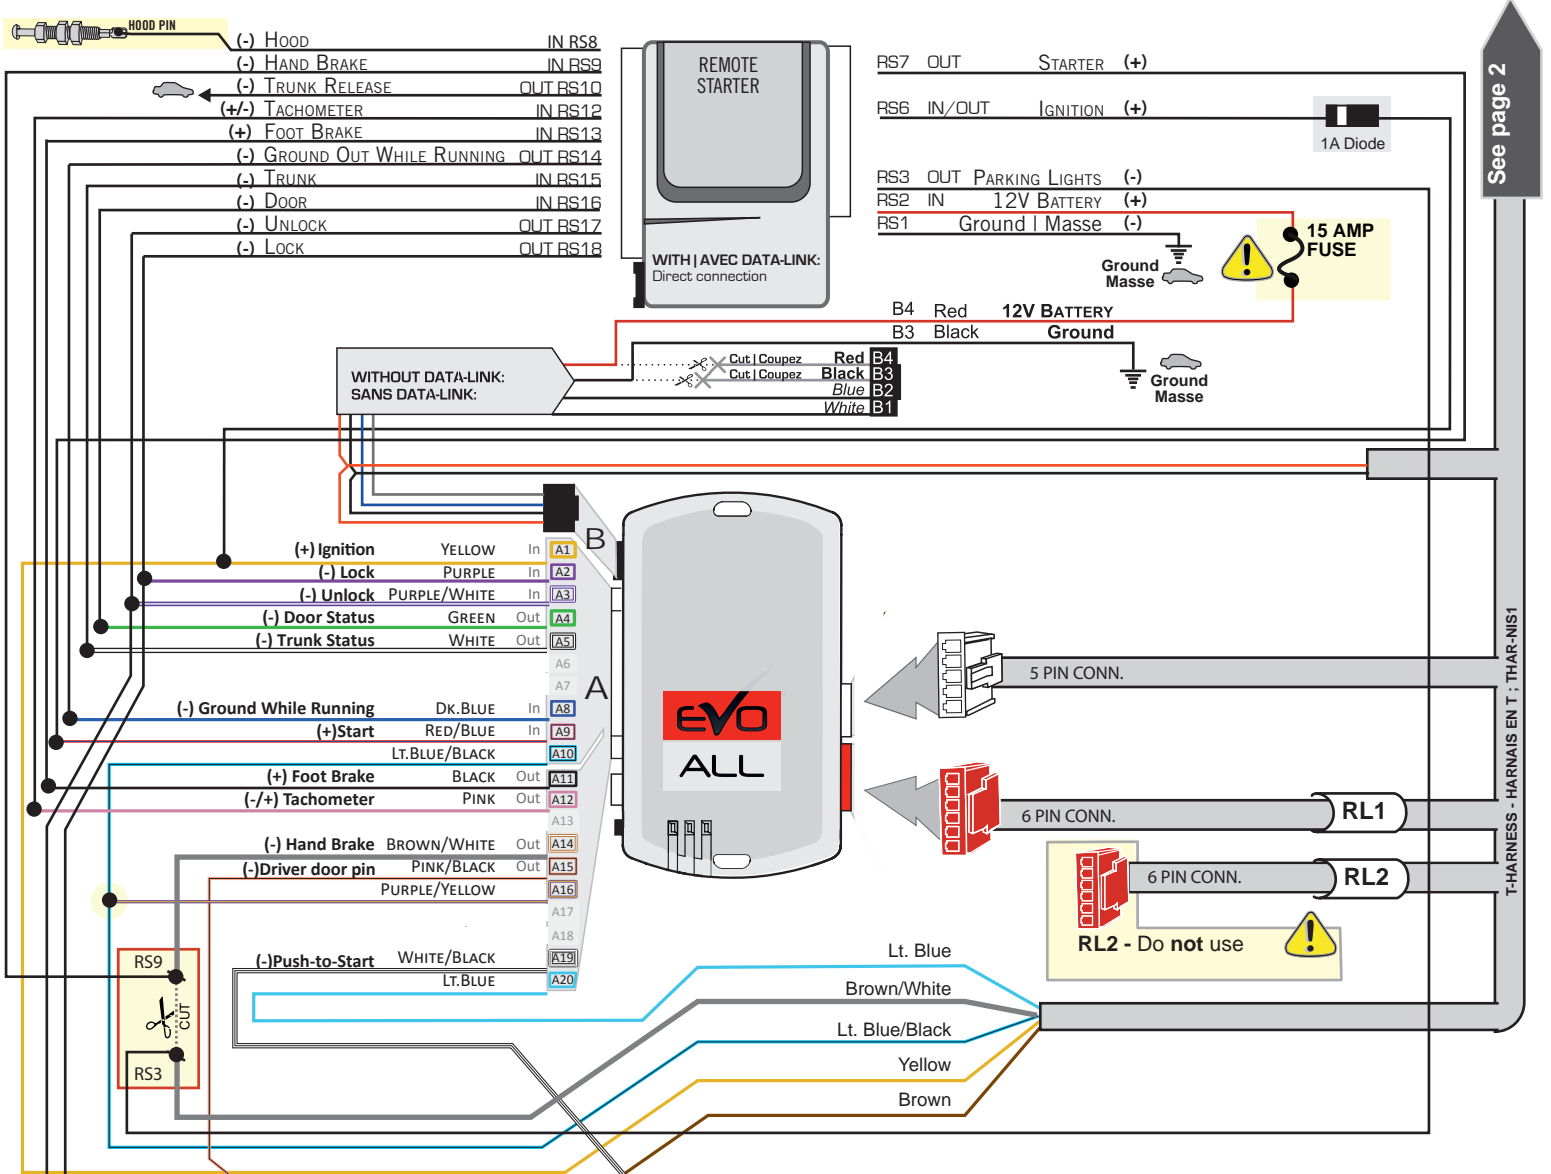 HOOD PIN
(-) HOOD IN RS8
(-) HAND BRAKE IN RS9
(-) TRUNK RELEASE OUT RS10
(+/-) TACHOMETER IN RS12
(+) FOOT BRAKE IN RS13
(-) GROUND OUT WHILE RUNNING OUT RS14
(-) TRUNK IN RS15
(-) DOOR IN RS16
(-) UNLOCK OUT RS17
(-) LOCK OUT RS18
REMOTE
STARTER
WITH | AVEC DATA-LINK:
Direct connection
RS7 OUT STARTER (+)
RS6 IN/OUT IGNITION (+)
1A Diode
RS3 OUT PARKING LIGHTS (-)
RS2 IN 12V BATTERY (+)
RS1 Ground | Masse (-)
Ground
Masse
15 AMP
FUSE
See page 2
B4 Red 12V BATTERY
B3 Black Ground
Ground
Masse
WITHOUT DATA-LINK:
SANS DATA-LINK:
Cut | Coupez Red B4
Cut | Coupez Black B3
Blue B2
White B1
B
A
(+) Ignition YELLOW In A1
(-) Lock PURPLE In A2
(-) Unlock PURPLE/WHITE In A3
(-) Door Status GREEN Out A4
(-) Trunk Status WHITE Out A5
A6
A7
(-) Ground While Running DK.BLUE In A8
(+)Start RED/BLUE In A9
LT.BLUE/BLACK A10
(+) Foot Brake BLACK Out A11
(-/+) Tachometer PINK Out A12
A13
(-) Hand Brake BROWN/WHITE Out A14
(-)Driver door pin PINK/BLACK Out A15
PURPLE/YELLOW A16
A17
A18
(-)Push-to-Start WHITE/BLACK A19
LT.BLUE A20
EVO
ALL
5 PIN CONN.
6 PIN CONN. RL1
6 PIN CONN. RL2
RL2 - Do not use
T-HARNESS - HARNAIS EN T ; THAR-NIS1
RS9
CUT
RS3
Lt. Blue
Brown/White
Lt. Blue/Black
Yellow
Brown